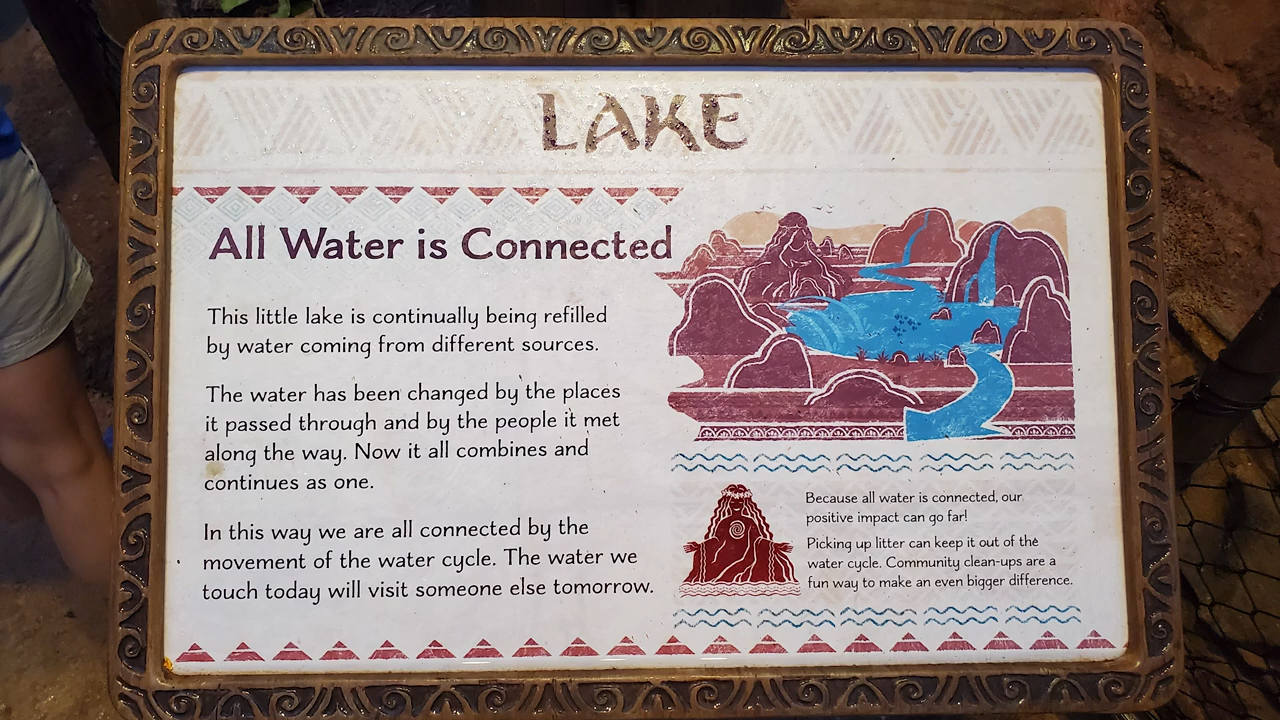 LAKE
All Water is Connected
This little lake is continually being refilled
by water coming from different sources.
The water has been changed by the places
it passed through and by the people it met
along the way. Now it all combines and
continues as one.
In this way we are all connected by the
movement of the water cycle. The water we
touch today will visit someone else tomorrow.
Because all water is connected, our
positive impact can go far!
Picking up litter can keep it out of the
water cycle. Community clean-ups are a
fun way to make an even bigger difference.